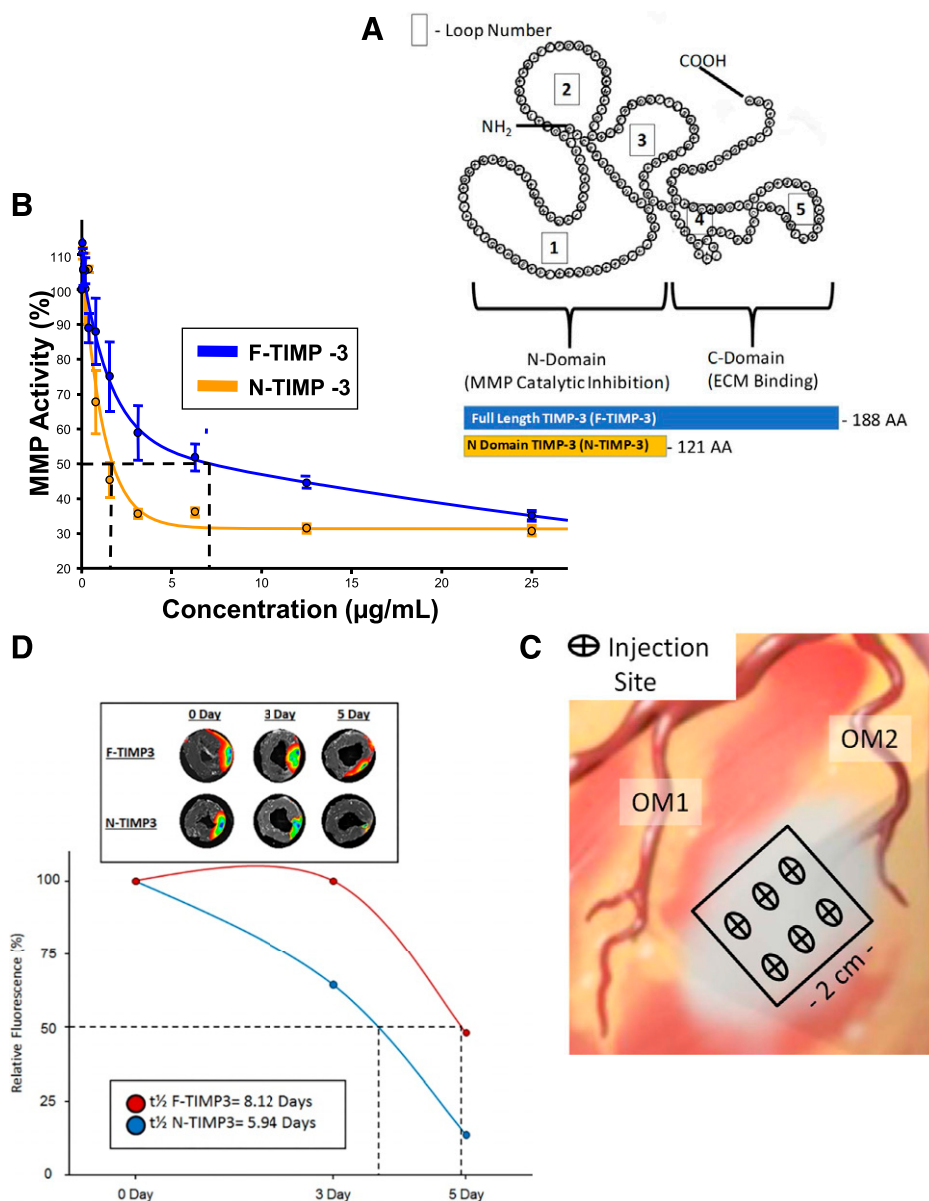 A
- Loop Number
COOH
2
NH₂
3
4
5
1
N-Domain
(MMP Catalytic Inhibition)
C-Domain
(ECM Binding)
Full Length TIMP-3 (F-TIMP-3)
- 188 AA
N Domain TIMP-3 (N-TIMP-3)
- 121 AA
B
MMP Activity (%)
110
100
90
80
70
60
50
40
30
20
F-TIMP -3
N-TIMP -3
0
5
10
15
20
25
Concentration (µg/mL)
D
0 Day
3 Day
5 Day
F-TIMP3
N-TIMP3
Relative Fluorescence (%)
100
75
50
25
0
t½ F-TIMP3= 8.12 Days
t½ N-TIMP3= 5.94 Days
0 Day
3 Day
5 Day
C
Injection
Site
OM1
OM2
- 2 cm -